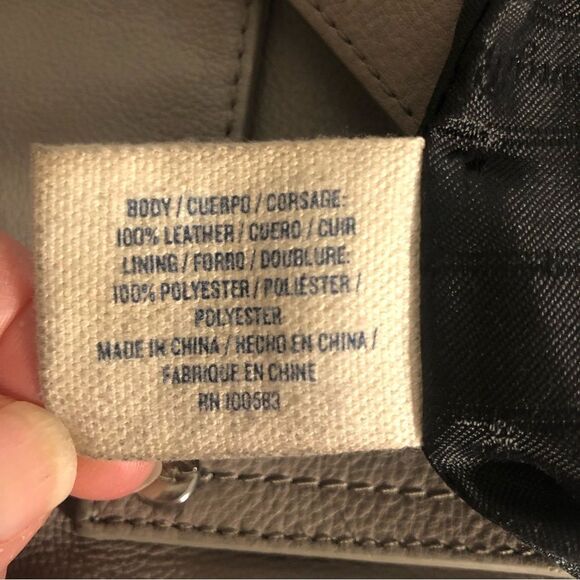 BODY / CUERPO / CORSAGE:
100% LEATHER / CUERO / CUIR
LINING / FORRO / DOUBLURE:
100% POLYESTER / POLIÉSTER /
POLYESTER
MADE IN CHINA / HECHO EN CHINA /
FABRIQUE EN CHINE
RN 100583